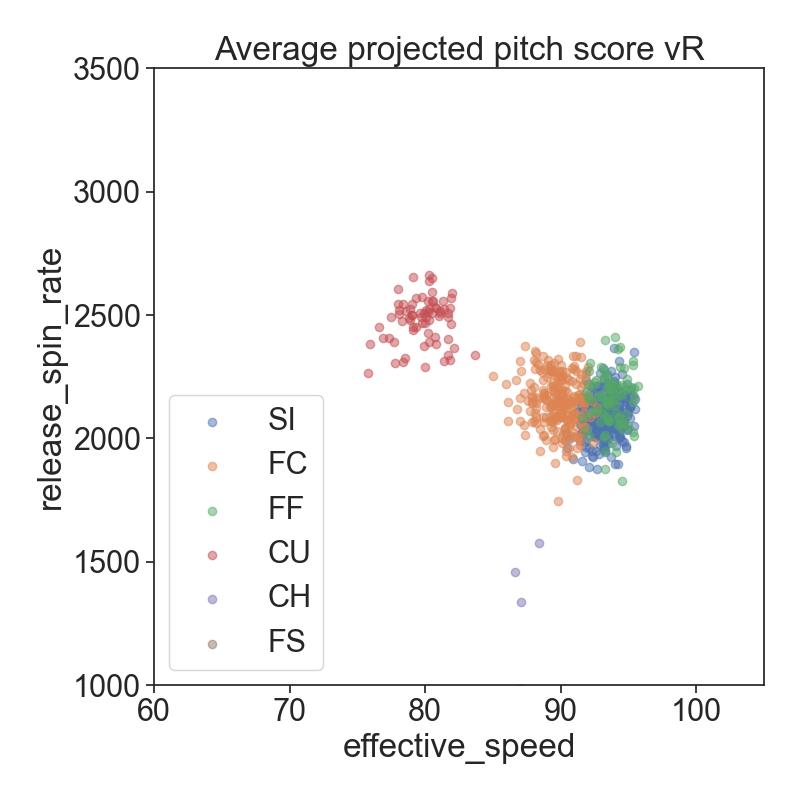 Average projected pitch score vR
3500
3000
2500
2000
1500
1000
release_spin_rate
SI
FC
FF
CU
CH
FS
60 70 80 90 100
effective_speed